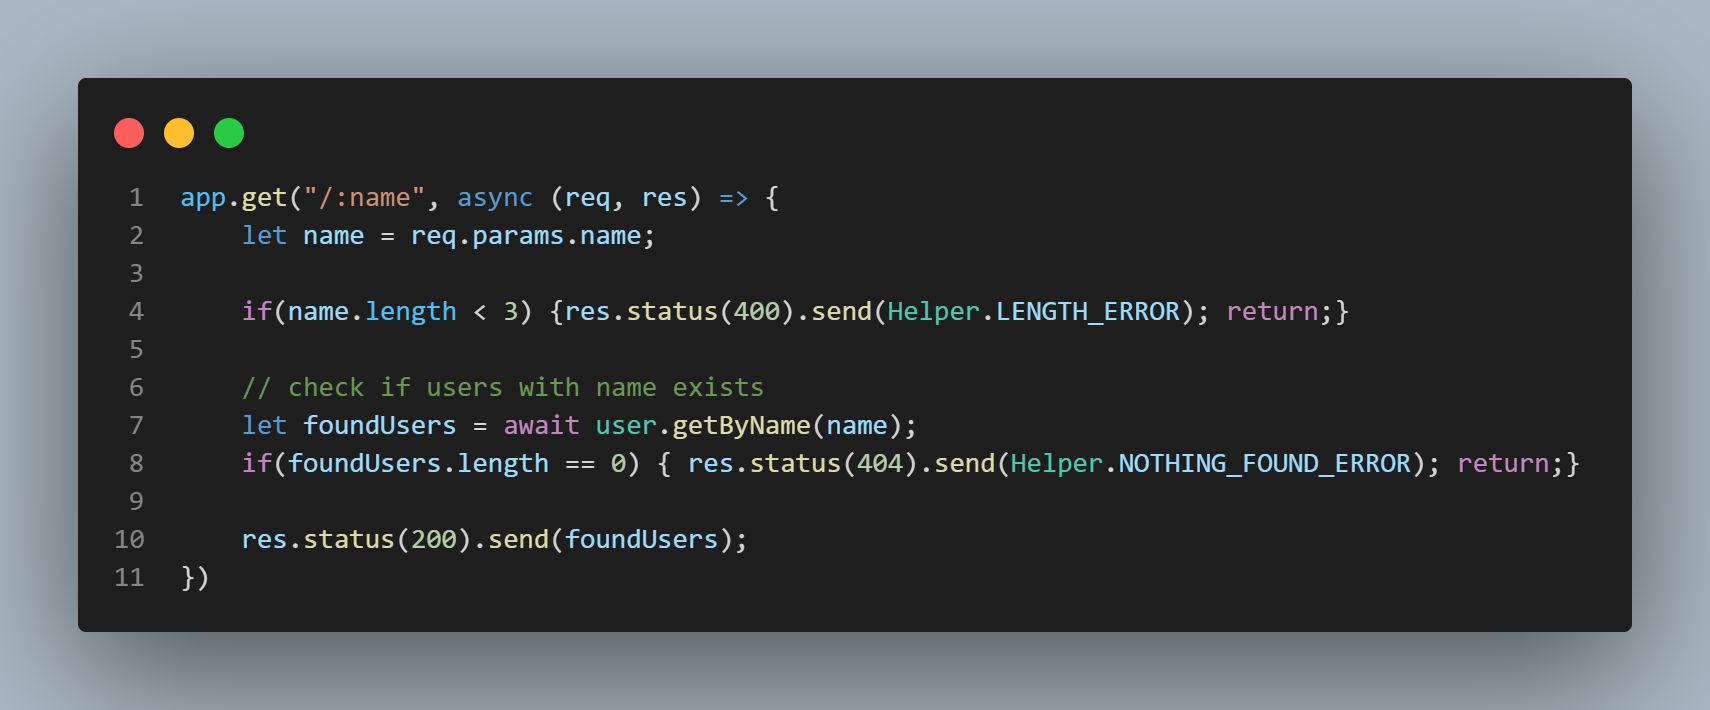 1 app.get("/:name", async (req, res) => {
2 let name = req.params.name;
3
4 if(name.length < 3) {res.status(400).send(Helper.LENGTH_ERROR); return;}
5
6 // check if users with name exists
7 let foundUsers = await user.getByName(name);
8 if(foundUsers.length == 0) { res.status(404).send(Helper.NOTHING_FOUND_ERROR); return;}
9
10 res.status(200).send(foundUsers);
11 })